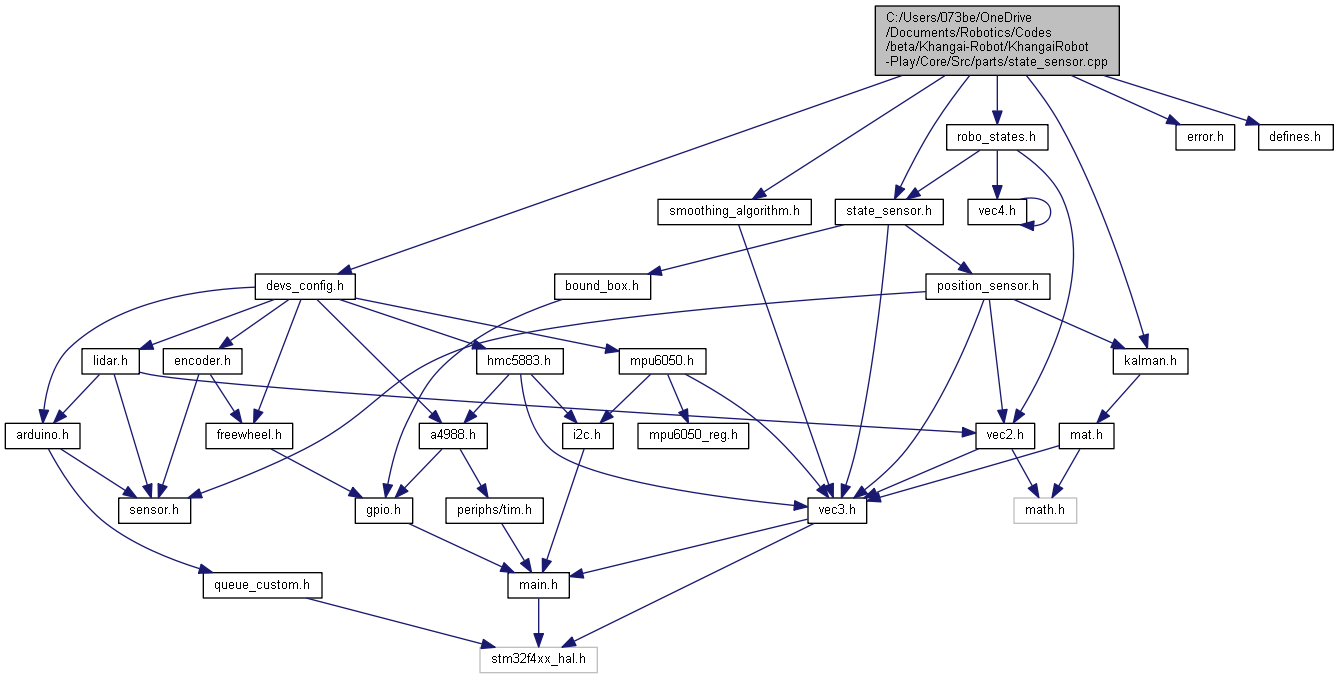 C:/Users/073be/OneDrive
/Documents/Robotics/Codes
/beta/Khangai-Robot/KhangaiRobot
-Play/Core/Src/parts/state_sensor.cpp
robo_states.h
error.h
defines.h
smoothing_algorithm.h
state_sensor.h
vec4.h
devs_config.h
bound_box.h
position_sensor.h
lidar.h
encoder.h
hmc5883.h
mpu6050.h
kalman.h
arduino.h
freewheel.h
a4988.h
i2c.h
mpu6050_reg.h
vec2.h
mat.h
sensor.h
gpio.h
periphs/tim.h
vec3.h
math.h
queue_custom.h
main.h
stm32f4xx_hal.h